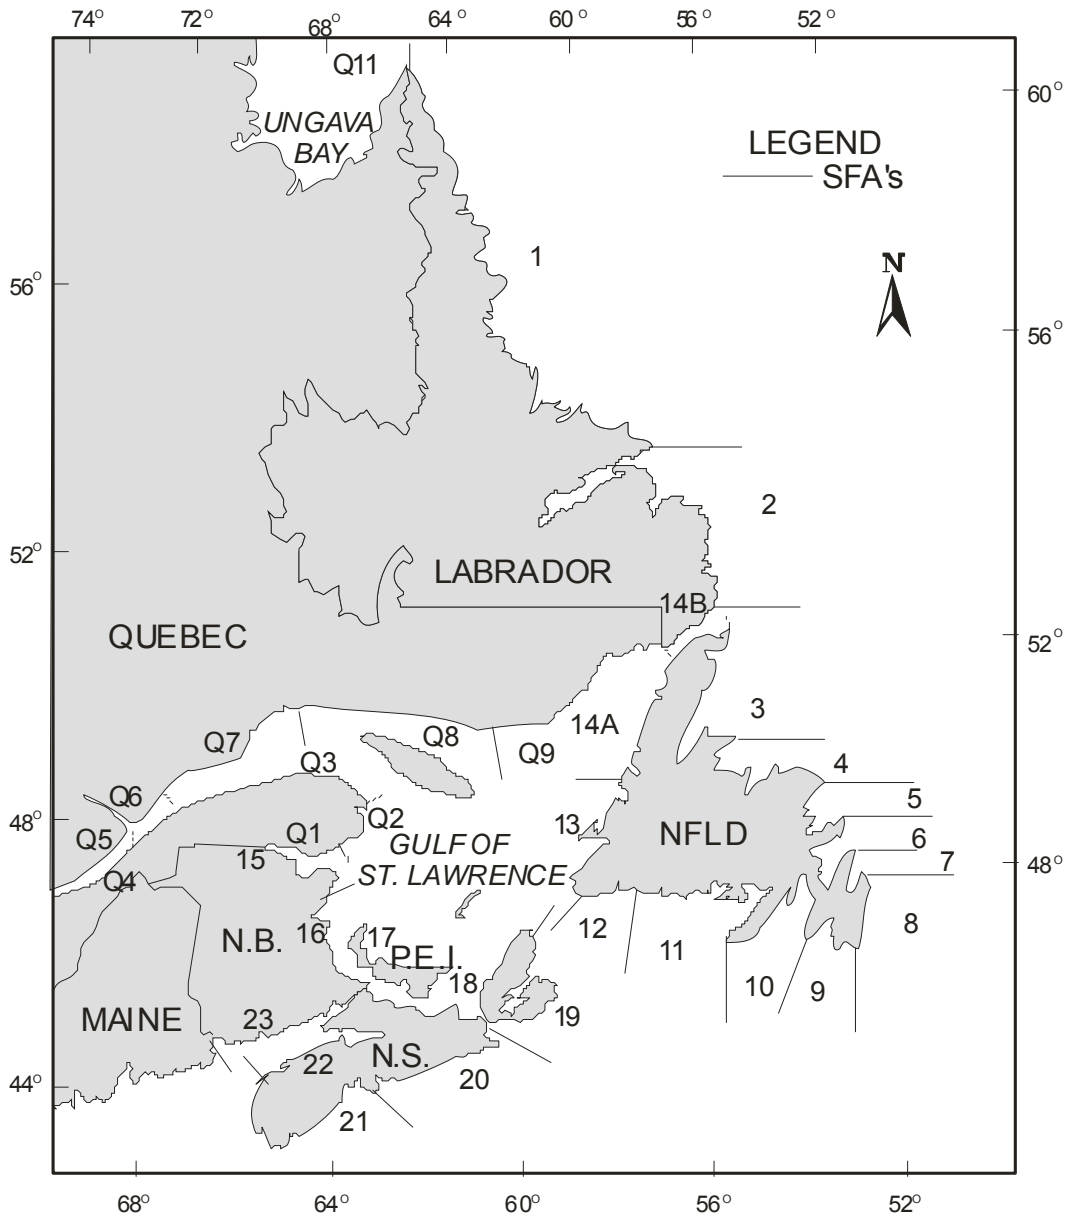 74° 72° 68° 64° 60° 56° 52°
Q11
60°
UNGAVA
BAY
LEGEND
SFA's
1
N
56°
56°
2
52°
LABRADOR
14B
QUEBEC
52°
3
14A
Q7
Q8
Q9
Q3
4
Q6
5
48°
Q2
13
Q5
Q1
GULF OF
NFLD
6
15
ST. LAWRENCE
7
48°
Q4
N.B.
16
17
P.E.I.
12
11
8
18
10
9
MAINE
23
19
22
N.S.
20
44°
21
68° 64° 60° 56° 52°